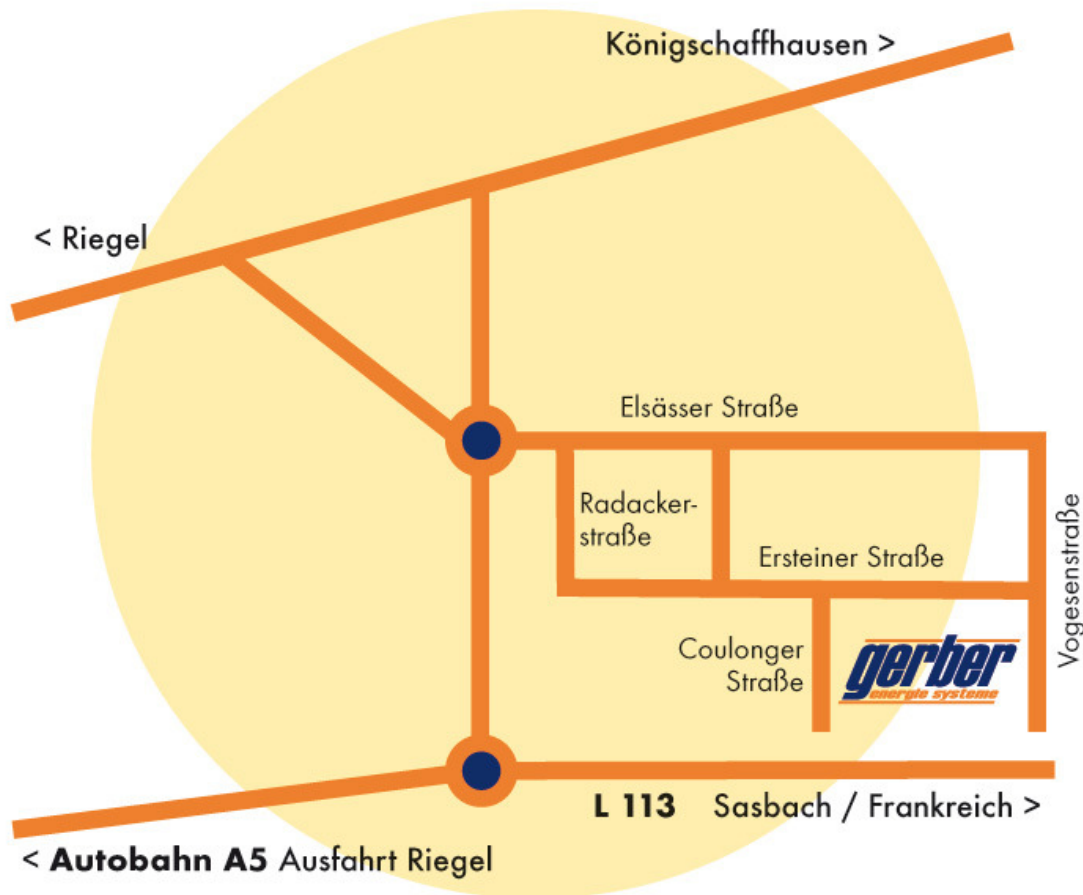 Königschaffhausen >
< Riegel
Elsässer Straße
Radacker-
straße
Ersteiner Straße
Vogesenstraße
Coulonger
Straße
gerber
energie systeme
L 113 Sasbach / Frankreich >
< Autobahn A5 Ausfahrt Riegel